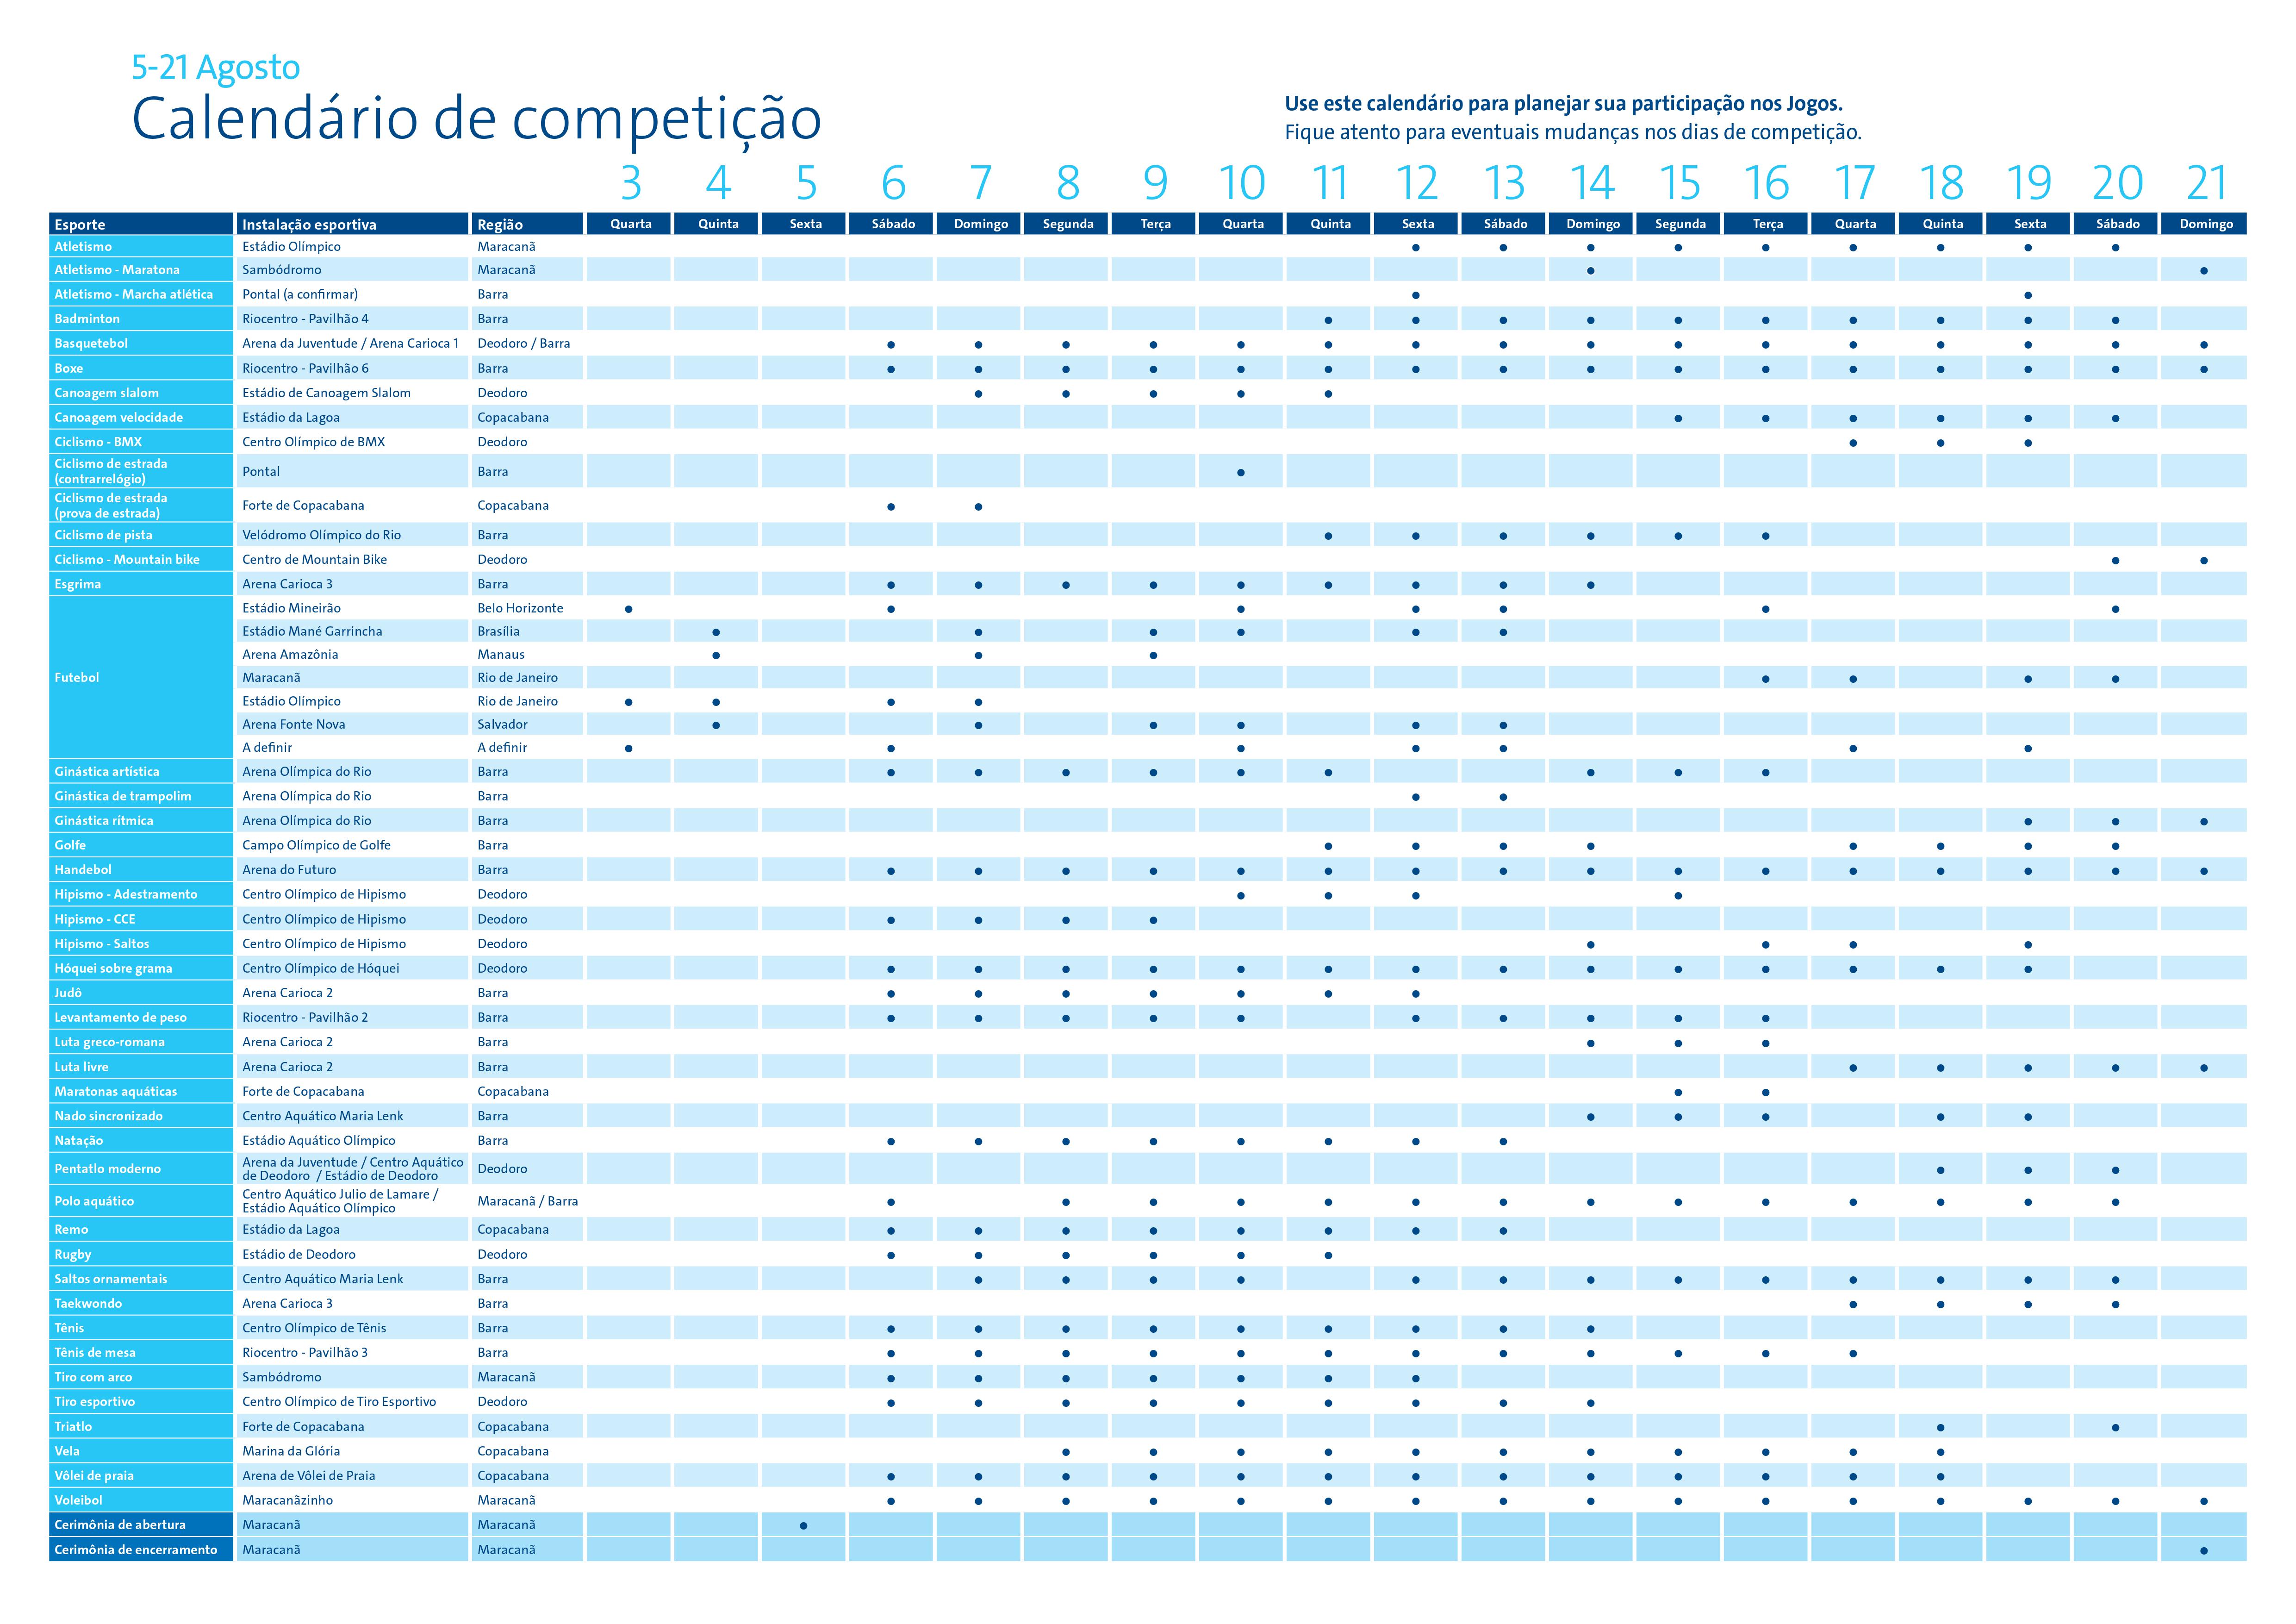 5-21 Agosto
Calendário de competição
Use este calendário para planejar sua participação nos Jogos.
Fique atento para eventuais mudanças nos dias de competição.
3 4 5 6 7 8 9 10 11 12 13 14 15 16 17 18 19 20 21
Esporte Instalação esportiva Região Quarta Quinta Sexta Sábado Domingo Segunda Terça Quarta Quinta Sexta Sábado Domingo Segunda Terça Quarta Quinta Sexta Sábado Domingo
Atletismo Estádio Olímpico Maracanã
Atletismo - Maratona Sambódromo Maracanã
Atletismo - Marcha atlética Pontal (a confirmar) Barra
Badminton Riocentro - Pavilhão 4 Barra
Basquetebol Arena da Juventude / Arena Carioca 1 Deodoro / Barra
Boxe Riocentro - Pavilhão 6 Barra
Canoagem slalom Estádio de Canoagem Slalom Deodoro
Canoagem velocidade Estádio da Lagoa Copacabana
Ciclismo - BMX Centro Olímpico de BMX Deodoro
Ciclismo de estrada
(contrarrelógio) Pontal Barra
Ciclismo de estrada
(prova de estrada) Forte de Copacabana Copacabana
Ciclismo de pista Velódromo Olímpico do Rio Barra
Ciclismo - Mountain bike Centro de Mountain Bike Deodoro
Esgrima Arena Carioca 3 Barra
Futebol
Estádio Mineirão Belo Horizonte
Estádio Mané Garrincha Brasília
Arena Amazônia Manaus
Maracanã Rio de Janeiro
Estádio Olímpico Rio de Janeiro
Arena Fonte Nova Salvador
A definir A definir
Ginástica artística Arena Olímpica do Rio Barra
Ginástica de trampolim Arena Olímpica do Rio Barra
Ginástica rítmica Arena Olímpica do Rio Barra
Golfe Campo Olímpico de Golfe Barra
Handebol Arena do Futuro Barra
Hipismo - Adestramento Centro Olímpico de Hipismo Deodoro
Hipismo - CCE Centro Olímpico de Hipismo Deodoro
Hipismo - Saltos Centro Olímpico de Hipismo Deodoro
Hóquei sobre grama Centro Olímpico de Hóquei Deodoro
Judô Arena Carioca 2 Barra
Levantamento de peso Riocentro - Pavilhão 2 Barra
Luta greco-romana Arena Carioca 2 Barra
Luta livre Arena Carioca 2 Barra
Maratonas aquáticas Forte de Copacabana Copacabana
Nado sincronizado Centro Aquático Maria Lenk Barra
Natação Estádio Aquático Olímpico Barra
Pentatlo moderno Arena da Juventude / Centro Aquático
de Deodoro / Estádio de Deodoro Deodoro
Polo aquático Centro Aquático Julio de Lamare /
Estádio Aquático Olímpico Maracanã / Barra
Remo Estádio da Lagoa Copacabana
Rugby Estádio de Deodoro Deodoro
Saltos ornamentais Centro Aquático Maria Lenk Barra
Taekwondo Arena Carioca 3 Barra
Tênis Centro Olímpico de Tênis Barra
Tênis de mesa Riocentro - Pavilhão 3 Barra
Tiro com arco Sambódromo Maracanã
Tiro esportivo Centro Olímpico de Tiro Esportivo Deodoro
Triatlo Forte de Copacabana Copacabana
Vela Marina da Glória Copacabana
Vôlei de praia Arena de Vôlei de Praia Copacabana
Voleibol Maracanãzinho Maracanã
Cerimônia de abertura Maracanã Maracanã
Cerimônia de encerramento Maracanã Maracanã